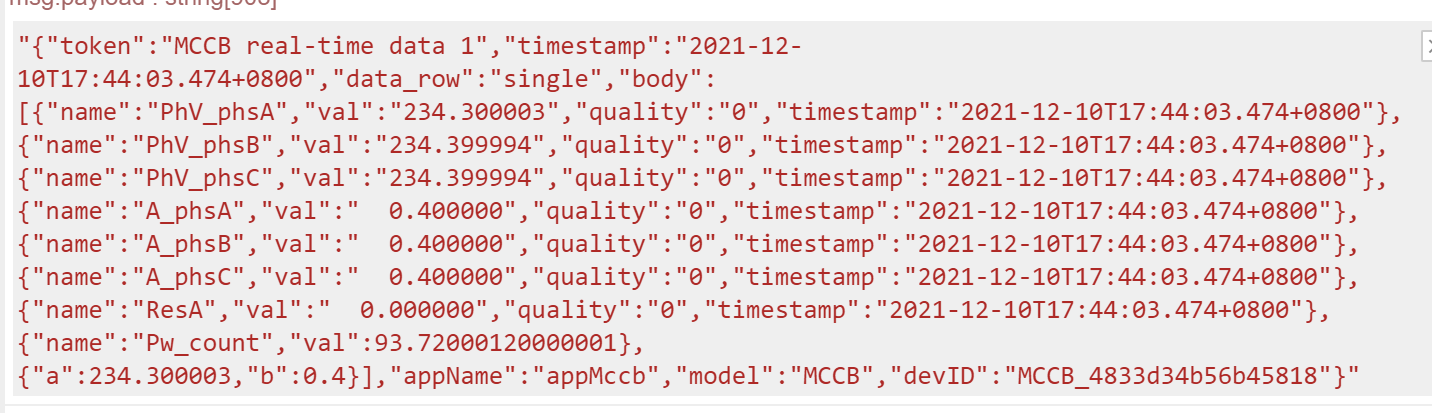 msg.payload : string[908]
"{"token":"MCCB real-time data 1","timestamp":"2021-12-
10T17:44:03.474+0800","data_row":"single","body":
[{"name":"PhV_phsA","val":"234.300003","quality":"0","timestamp":"2021-12-10T17:44:03.474+0800"},
{"name":"PhV_phsB","val":"234.399994","quality":"0","timestamp":"2021-12-10T17:44:03.474+0800"},
{"name":"PhV_phsC","val":"234.399994","quality":"0","timestamp":"2021-12-10T17:44:03.474+0800"},
{"name":"A_phsA","val":"  0.400000","quality":"0","timestamp":"2021-12-10T17:44:03.474+0800"},
{"name":"A_phsB","val":"  0.400000","quality":"0","timestamp":"2021-12-10T17:44:03.474+0800"},
{"name":"A_phsC","val":"  0.400000","quality":"0","timestamp":"2021-12-10T17:44:03.474+0800"},
{"name":"ResA","val":"  0.000000","quality":"0","timestamp":"2021-12-10T17:44:03.474+0800"},
{"name":"Pw_count","val":93.72000120000001},
{"a":234.300003,"b":0.4}],"appName":"appMccb","model":"MCCB","devID":"MCCB_4833d34b56b45818"}"